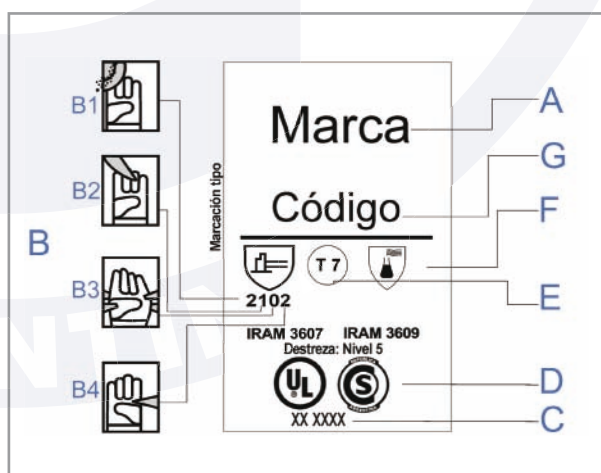 Marca
A
G
Código
Marcación tipo
F
T 7
E
2102
IRAM 3607 IRAM 3609
Destreza: Nivel 5
UL
S
D
XX XXXX
C
B
B1
B2
B3
B4